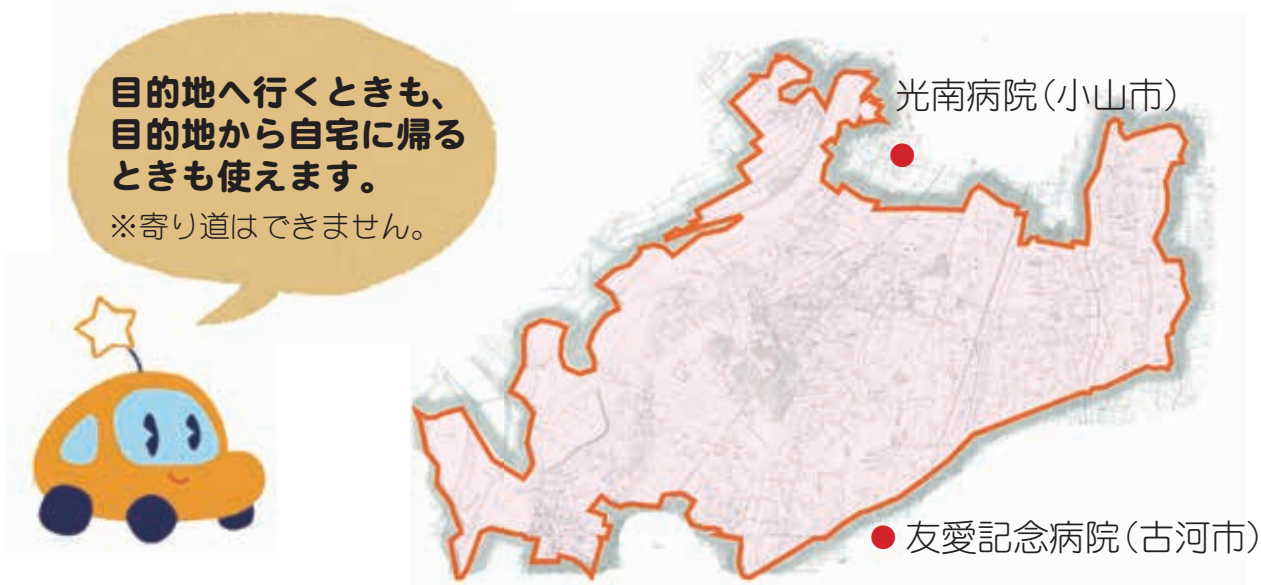 目的地へ行くときも、
目的地から自宅に帰る
ときも使えます。
※寄り道はできません。
光南病院（小山市）
友愛記念病院（古河市）